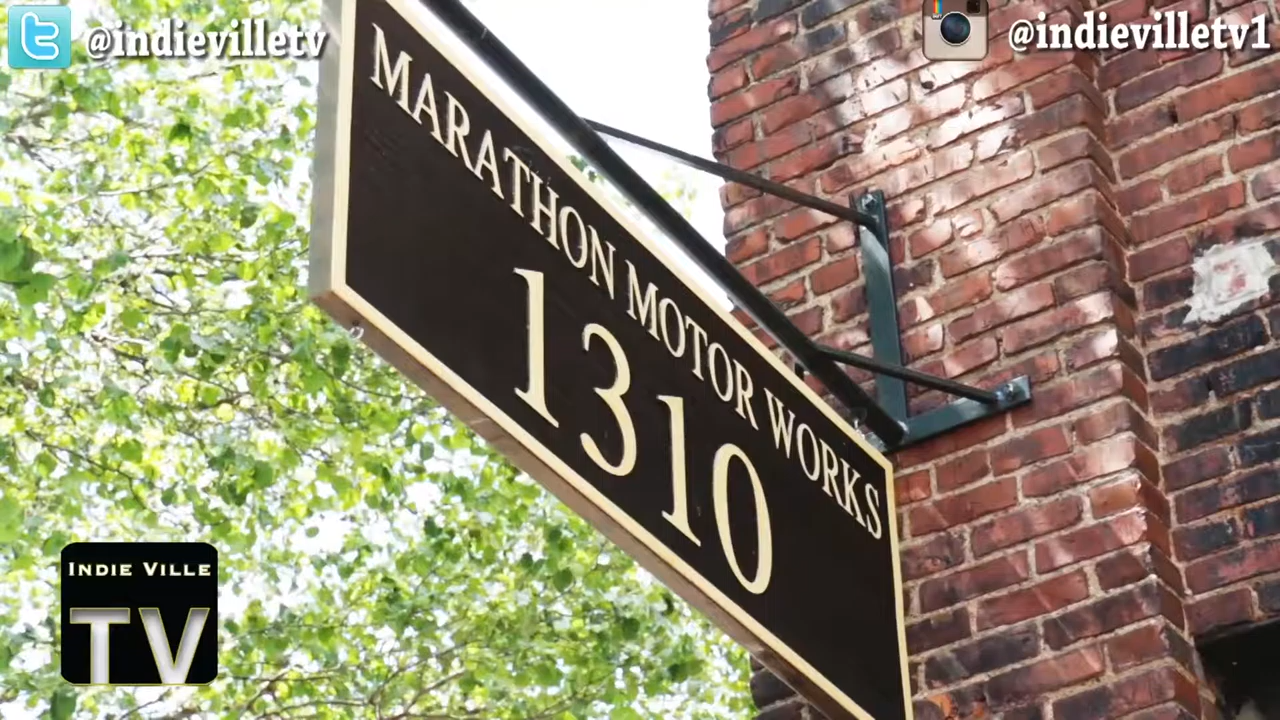 @indievilletv
@indievilletv1
MARATHON MOTOR WORKS
1310
INDIE VILLE
TV